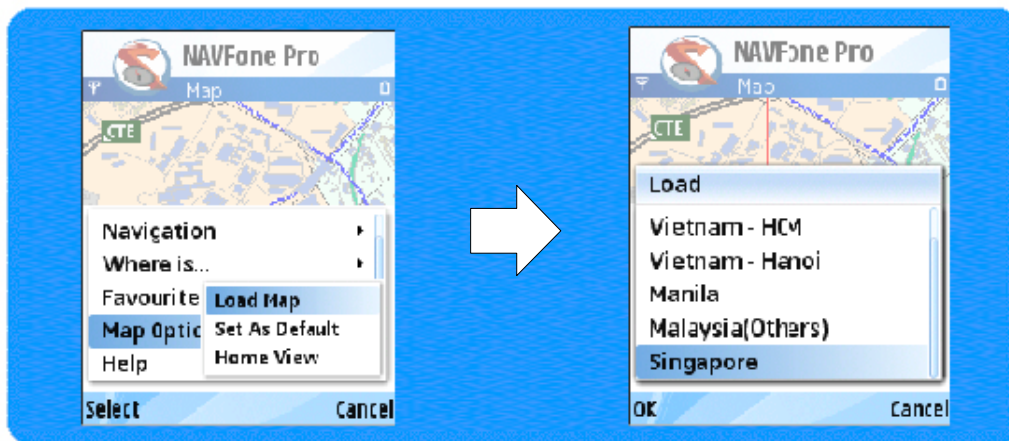 NAVFone Pro
Map
CTE
Navigation
Where is...
Favourite
Load Map
Map Optic
Set As Default
Help
Home View
Select Cancel
NAVFone Pro
Map
CTE
Load
Vietnam - HCM
Vietnam - Hanoi
Manila
Malaysia(Others)
Singapore
OK Cancel